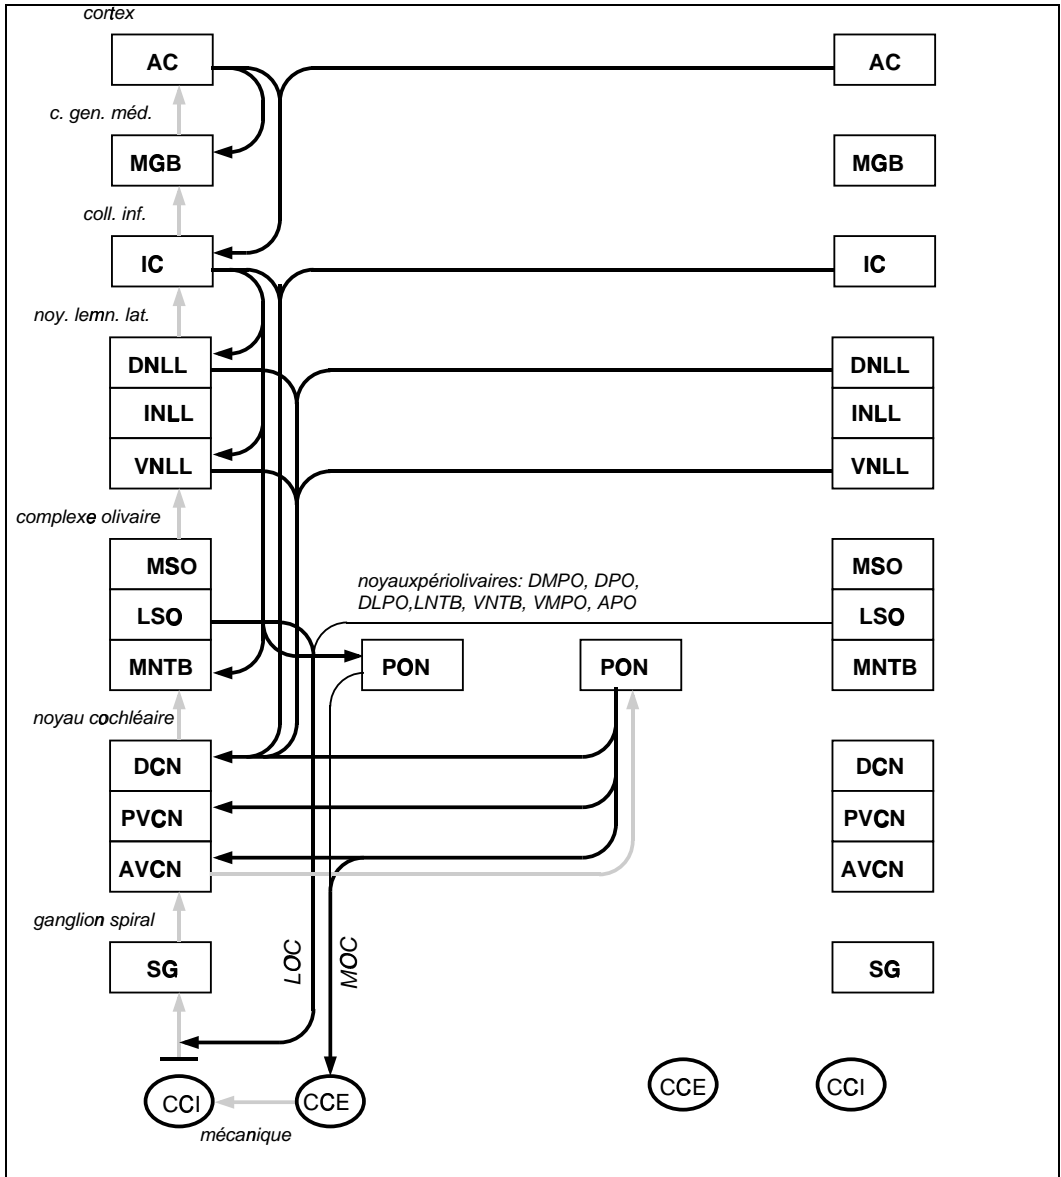 cortex
AC
AC
c. gen. méd.
MGB
MGB
coll. inf.
IC
IC
noy. lemn. lat.
DNLL
DNLL
INLL
INLL
VNLL
VNLL
complexe olivaire
MSO
MSO
noyauxpériolivaires: DMPO, DPO,
DLPO,LNTB, VNTB, VMPO, APO
LSO
LSO
MNTB
PON
PON
MNTB
noyau cochléaire
DCN
DCN
PVCN
PVCN
AVCN
AVCN
ganglion spiral
LOC
MOC
SG
SG
CCI
CCE
CCE
CCI
mécanique